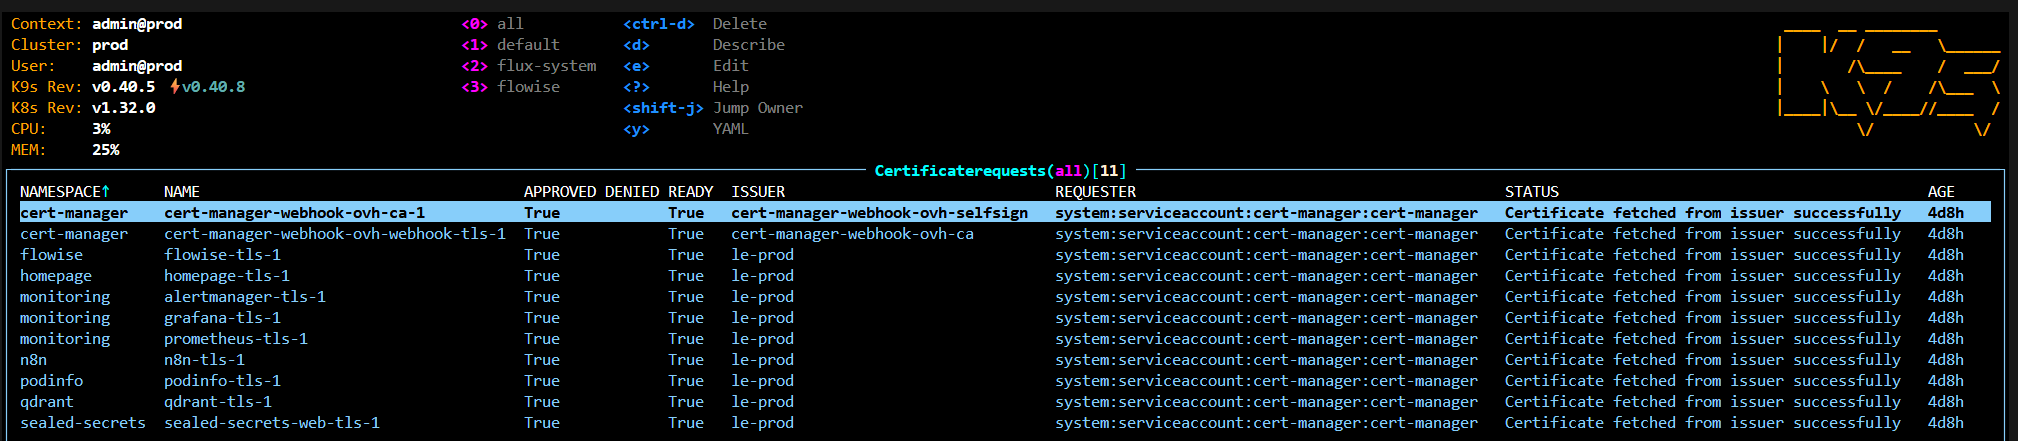 Context: admin@prod <0> all <ctrl-d> Delete
Cluster: prod <1> default <d> Describe
User: admin@prod <2> flux-system <e> Edit
K9s Rev: v0.40.5 ⚡v0.40.8 <3> flowise <?> Help
K8s Rev: v1.32.0 <shift-j> Jump Owner
CPU: 3% <y> YAML
MEM: 25%
Certificaterequests(all)[11]
NAMESPACE↑ NAME APPROVED DENIED READY ISSUER REQUESTER STATUS AGE
cert-manager cert-manager-webhook-ovh-ca-1 True True cert-manager-webhook-ovh-selfsign system:serviceaccount:cert-manager:cert-manager Certificate fetched from issuer successfully 4d8h
cert-manager cert-manager-webhook-ovh-webhook-tls-1 True True cert-manager-webhook-ovh-ca system:serviceaccount:cert-manager:cert-manager Certificate fetched from issuer successfully 4d8h
flowise flowise-tls-1 True True le-prod system:serviceaccount:cert-manager:cert-manager Certificate fetched from issuer successfully 4d8h
homepage homepage-tls-1 True True le-prod system:serviceaccount:cert-manager:cert-manager Certificate fetched from issuer successfully 4d8h
monitoring alertmanager-tls-1 True True le-prod system:serviceaccount:cert-manager:cert-manager Certificate fetched from issuer successfully 4d8h
monitoring grafana-tls-1 True True le-prod system:serviceaccount:cert-manager:cert-manager Certificate fetched from issuer successfully 4d8h
monitoring prometheus-tls-1 True True le-prod system:serviceaccount:cert-manager:cert-manager Certificate fetched from issuer successfully 4d8h
n8n n8n-tls-1 True True le-prod system:serviceaccount:cert-manager:cert-manager Certificate fetched from issuer successfully 4d8h
podinfo podinfo-tls-1 True True le-prod system:serviceaccount:cert-manager:cert-manager Certificate fetched from issuer successfully 4d8h
qdrant qdrant-tls-1 True True le-prod system:serviceaccount:cert-manager:cert-manager Certificate fetched from issuer successfully 4d8h
sealed-secrets sealed-secrets-web-tls-1 True True le-prod system:serviceaccount:cert-manager:cert-manager Certificate fetched from issuer successfully 4d8h